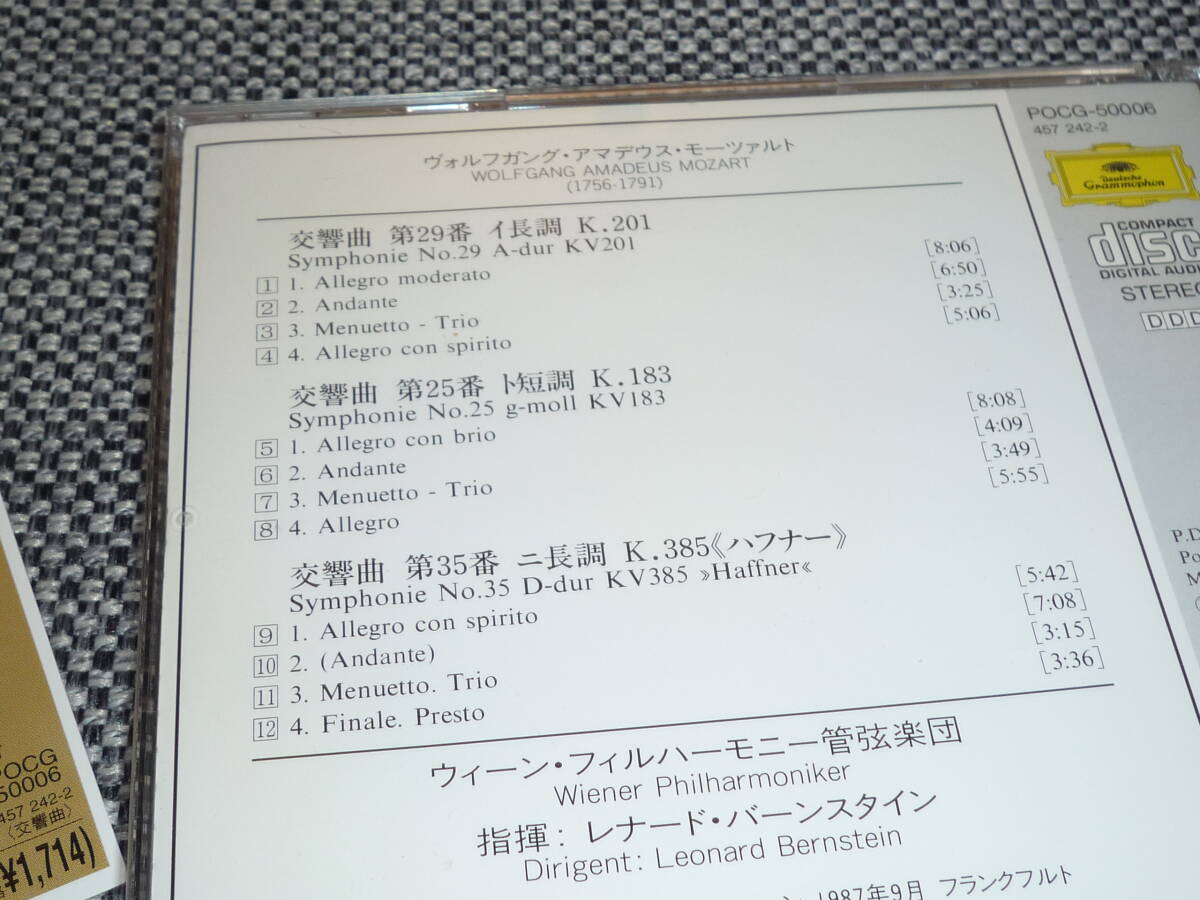 ヴォルフガング・アマデウス・モーツァルト
WOLFGANG AMADEUS MOZART
(1756-1791)
交響曲 第29番 イ長調 K.201
Symphonie No.29 A-dur KV201
1 1. Allegro moderato [8:06]
2 2. Andante [6:50]
3 3. Menuetto - Trio [3:25]
4 4. Allegro con spirito [5:06]
交響曲 第25番 ト短調 K.183
Symphonie No.25 g-moll KV183
5 1. Allegro con brio [8:08]
6 2. Andante [4:09]
7 3. Menuetto - Trio [3:49]
8 4. Allegro [5:55]
交響曲 第35番 ニ長調 K.385《ハフナー》
Symphonie No.35 D-dur KV385 »Haffner«
9 1. Allegro con spirito [5:42]
10 2. (Andante) [7:08]
11 3. Menuetto. Trio [3:15]
12 4. Finale. Presto [3:36]
ウィーン・フィルハーモニー管弦楽団
Wiener Philharmoniker
指揮: レナード・バーンスタイン
Dirigent: Leonard Bernstein
1987年9月 フランクフルト
POCG-50006
457 242-2
Deutsche
Grammophon
COMPACT
disc
DIGITAL AUDIO
STEREO
DDD
P.D
Po
M
POCG
50006
457 242-2
〈交響曲〉
¥1,714)